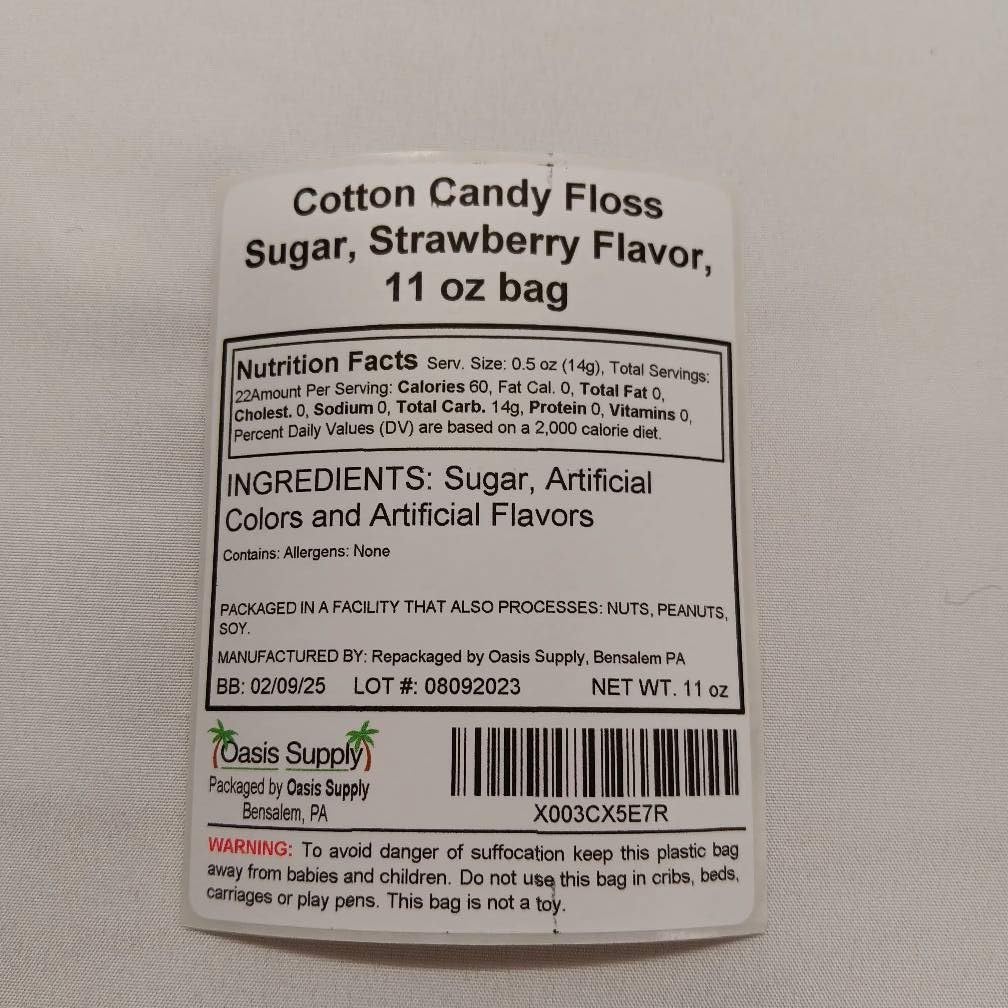 Cotton Candy Floss
Sugar, Strawberry Flavor,
11 oz bag
Nutrition Facts Serv. Size: 0.5 oz (14g), Total Servings:
22Amount Per Serving: Calories 60, Fat Cal. 0, Total Fat 0,
Cholest. 0, Sodium 0, Total Carb. 14g, Protein 0, Vitamins 0,
Percent Daily Values (DV) are based on a 2,000 calorie diet.
INGREDIENTS: Sugar, Artificial
Colors and Artificial Flavors
Contains: Allergens: None
PACKAGED IN A FACILITY THAT ALSO PROCESSES: NUTS, PEANUTS,
SOY.
MANUFACTURED BY: Repackaged by Oasis Supply, Bensalem PA
BB: 02/09/25 LOT #: 08092023 NET WT. 11 oz
Oasis Supply
Packaged by Oasis Supply
Bensalem, PA
X003CX5E7R
WARNING: To avoid danger of suffocation keep this plastic bag
away from babies and children. Do not use this bag in cribs, beds,
carriages or play pens. This bag is not a toy.